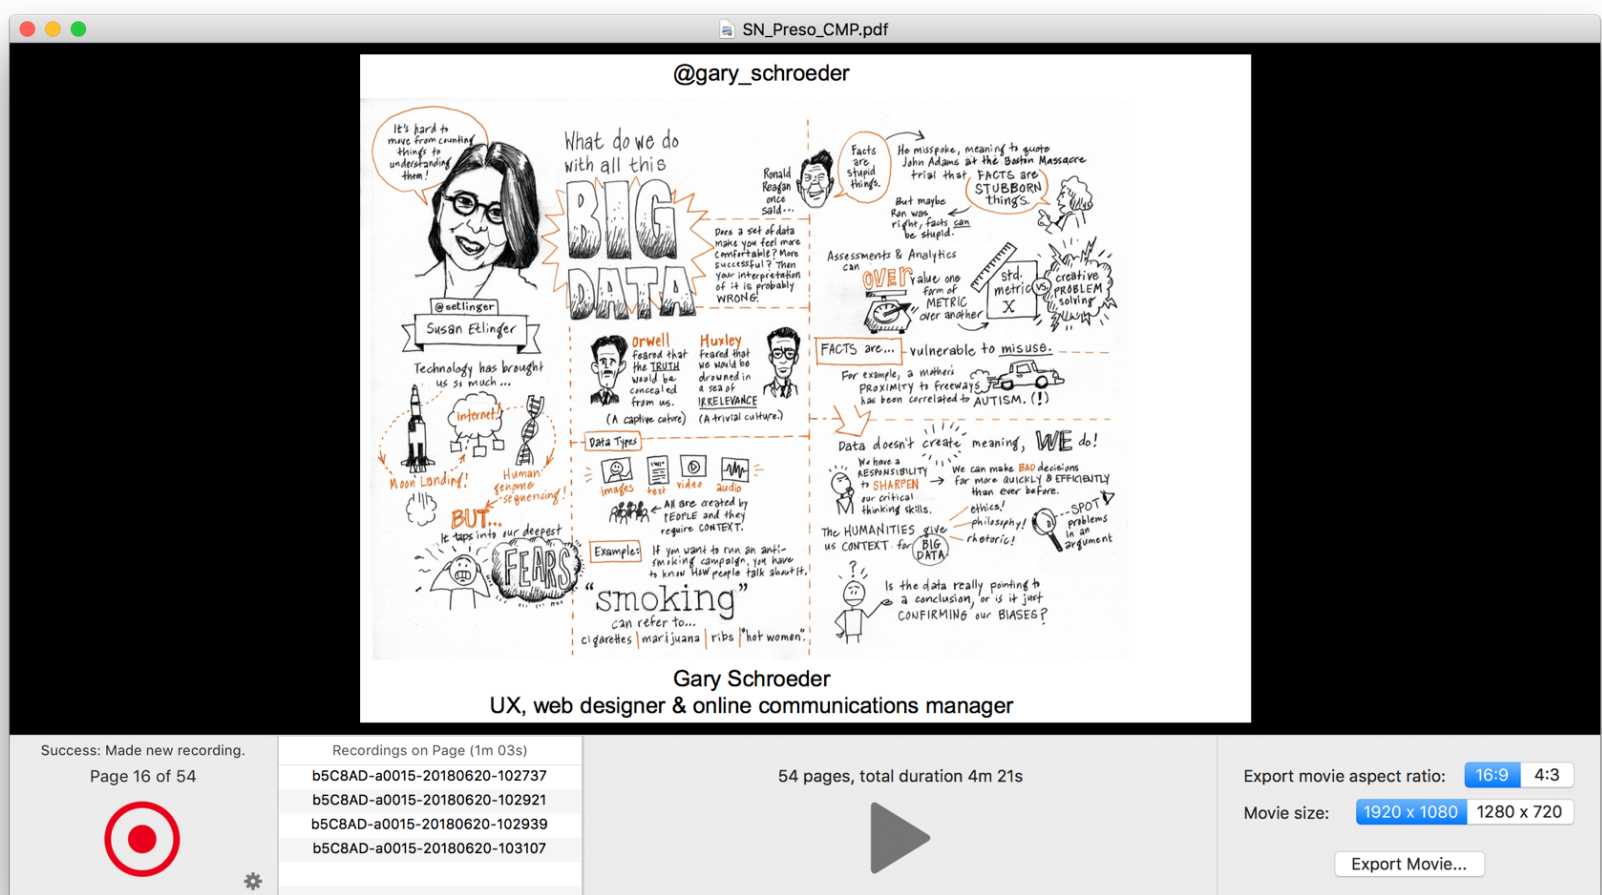 SN_Preso_CMP.pdf
@gary_schroeder
It's hard to
move from counting
things to
understanding
them!
@setlinger
Susan Etlinger
Technology has brought
us so much...
internet!
Moon Landing!
Human
genome
sequencing!
BUT...
It taps into our deepest
FEARS
What do we do
with all this
BIG
DATA
Does a set of data
make you feel more
comfortable? More
successful? Then
your interpretation
of it is probably
WRONG.
Orwell
feared that
the TRUTH
would be
concealed
from us.
(A captive culture)
Huxley
feared that
we would be
drowned in
a sea of
IRRELEVANCE
(A trivial culture.)
Data Types
images
text
video
audio
All are created by
PEOPLE and they
require CONTEXT.
Example:
If you want to run an anti-
smoking campaign, you have
to know HOW people talk about it.
"smoking"
can refer to...
cigarettes | marijuana | ribs | "hot women".
Ronald
Reagan
once
said...
Facts
are
stupid
things.
He misspoke, meaning to quote
John Adams at the Boston Massacre
trial that FACTS are
STUBBORN
things.
But maybe
Ron was
right, facts can
be stupid.
Assessments & Analytics
can
OVER value one
form of
METRIC
over another
std.
metric
X
vs.
creative
PROBLEM
solving
FACTS are... vulnerable to misuse.
For example, a mother's
PROXIMITY to freeways
has been correlated to AUTISM. (!)
Data doesn't create meaning, WE do!
We have a
RESPONSIBILITY
to SHARPEN
our critical
thinking skills.
We can make BAD decisions
far more QUICKLY & EFFICIENTLY
than ever before.
The HUMANITIES give
us CONTEXT for BIG
DATA
ethics!
philosophy!
rhetoric!
SPOT
problems
in an
argument
?
Is the data really pointing to
a conclusion, or is it just
CONFIRMING our BIASES?
Gary Schroeder
UX, web designer & online communications manager
Success: Made new recording.
Page 16 of 54
Recordings on Page (1m 03s)
b5C8AD-a0015-20180620-102737
b5C8AD-a0015-20180620-102921
b5C8AD-a0015-20180620-102939
b5C8AD-a0015-20180620-103107
54 pages, total duration 4m 21s
Export movie aspect ratio: 16:9 4:3
Movie size: 1920 x 1080 1280 x 720
Export Movie...